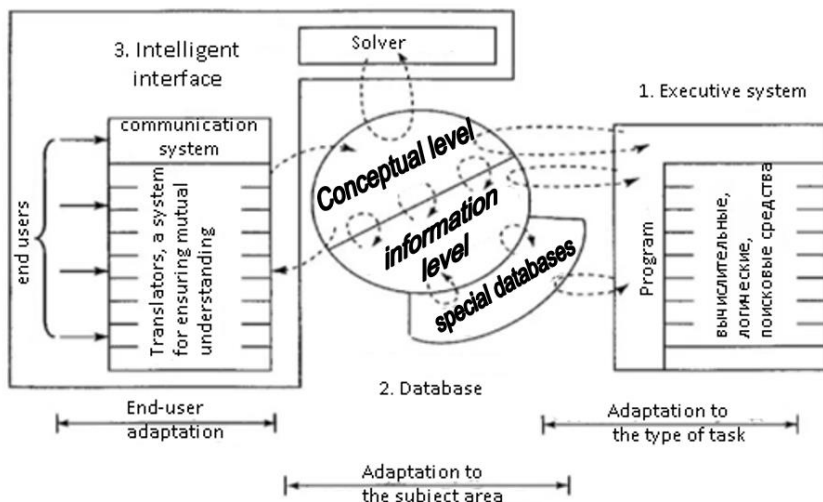 3. Intelligent
interface
Solver
1. Executive system
communication
system
end users
Translators, a system
for ensuring mutual
understanding
Conceptual level
information
level
special databases
Program
вычислительные,
логические,
поисковые средства
2. Database
End-user
adaptation
Adaptation to
the type of task
Adaptation to
the subject area